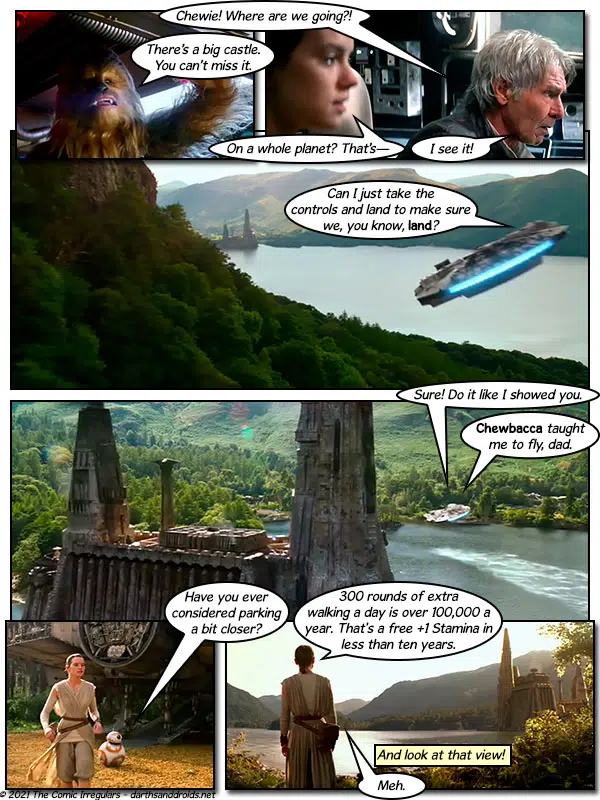 Chewie! Where are we going?!
There's a big castle.
You can't miss it.
On a whole planet? That's—
I see it!
Can I just take the
controls and land to make sure
we, you know, land?
Sure! Do it like I showed you.
Chewbacca taught
me to fly, dad.
Have you ever
considered parking
a bit closer?
300 rounds of extra
walking a day is over 100,000 a
year. That's a free +1 Stamina in
less than ten years.
And look at that view!
Meh.
© 2021 The Comic Irregulars – darthsanddroids.net